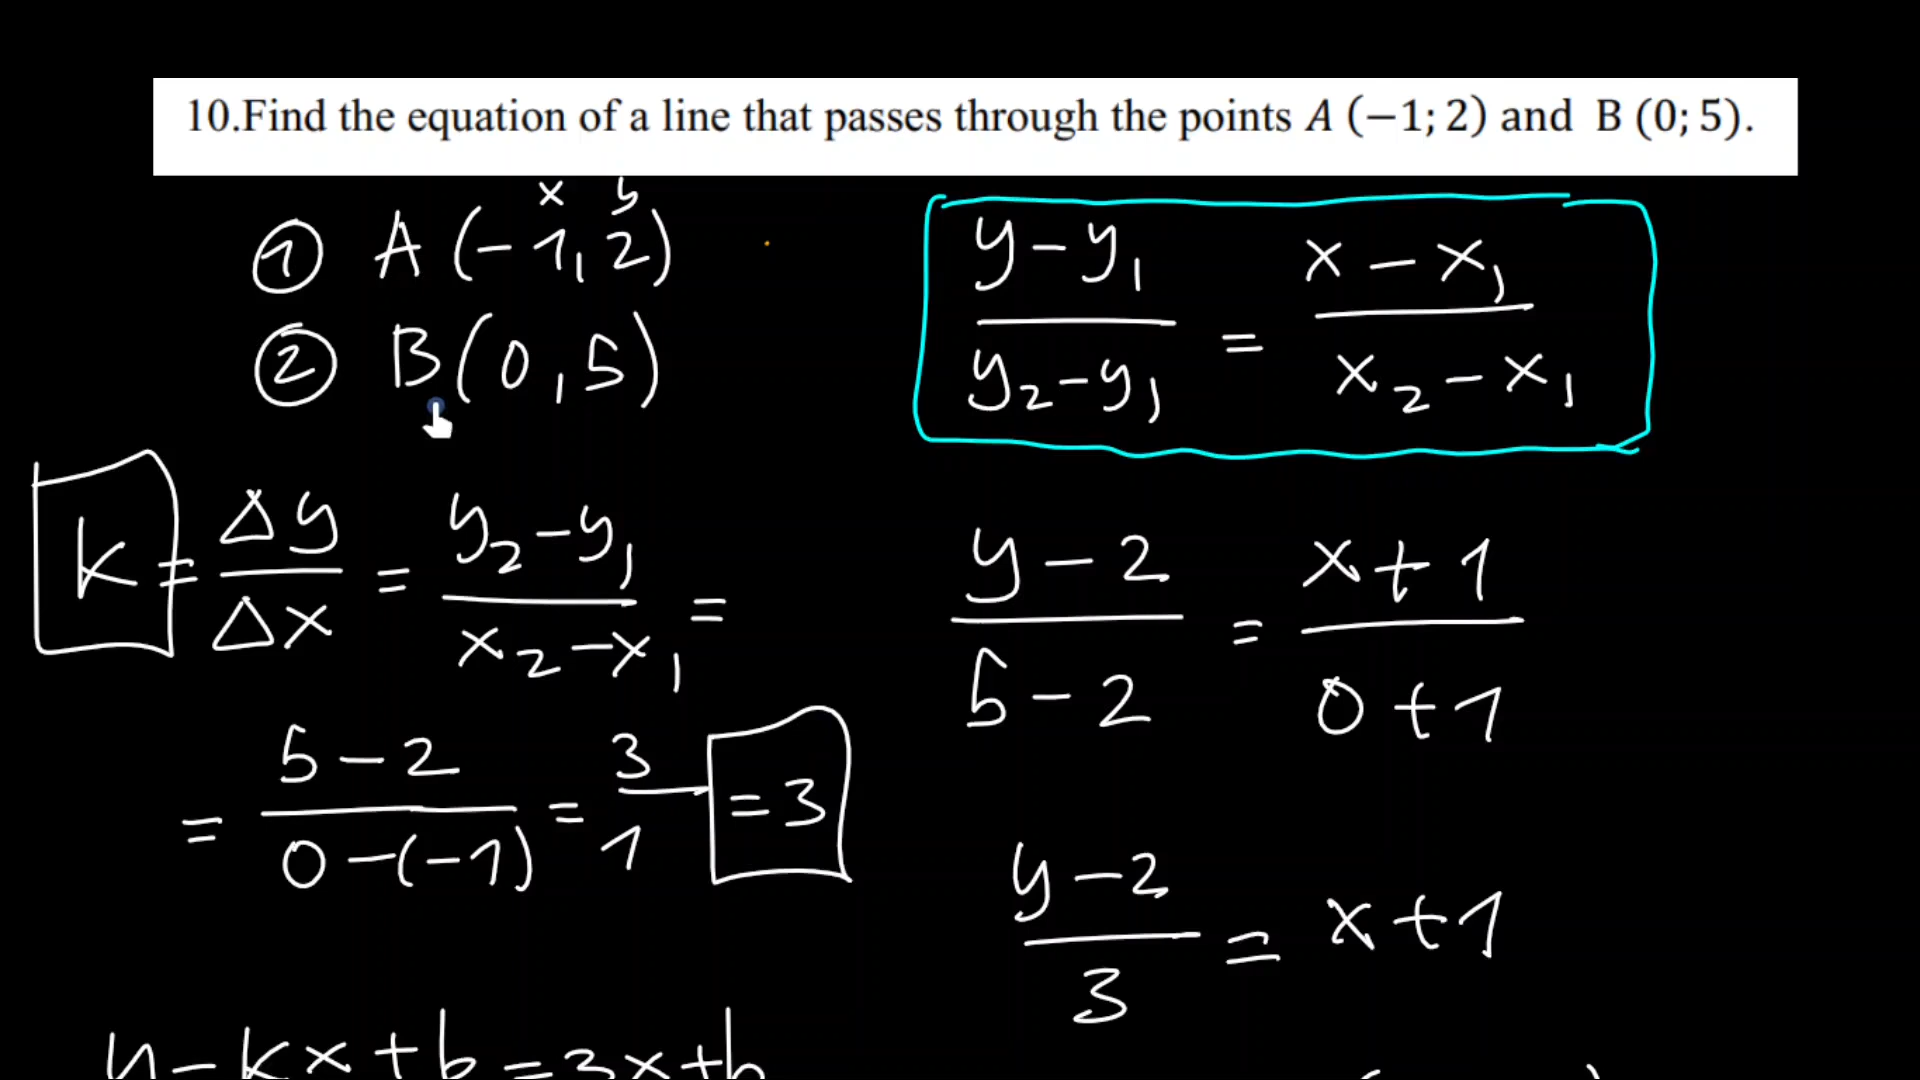 10.Find the equation of a line that passes through the points A (−1; 2) and B (0; 5).
x y
① A (-1, 2)
② B (0, 5)
k = Δy/Δx = (y₂-y₁)/(x₂-x₁) =
= (5-2)/(0-(-1)) = 3/1 = 3
y = kx + b = 3x + b
(y-y₁)/(y₂-y₁) = (x-x₁)/(x₂-x₁)
(y-2)/(5-2) = (x+1)/(0+1)
(y-2)/3 = x+1